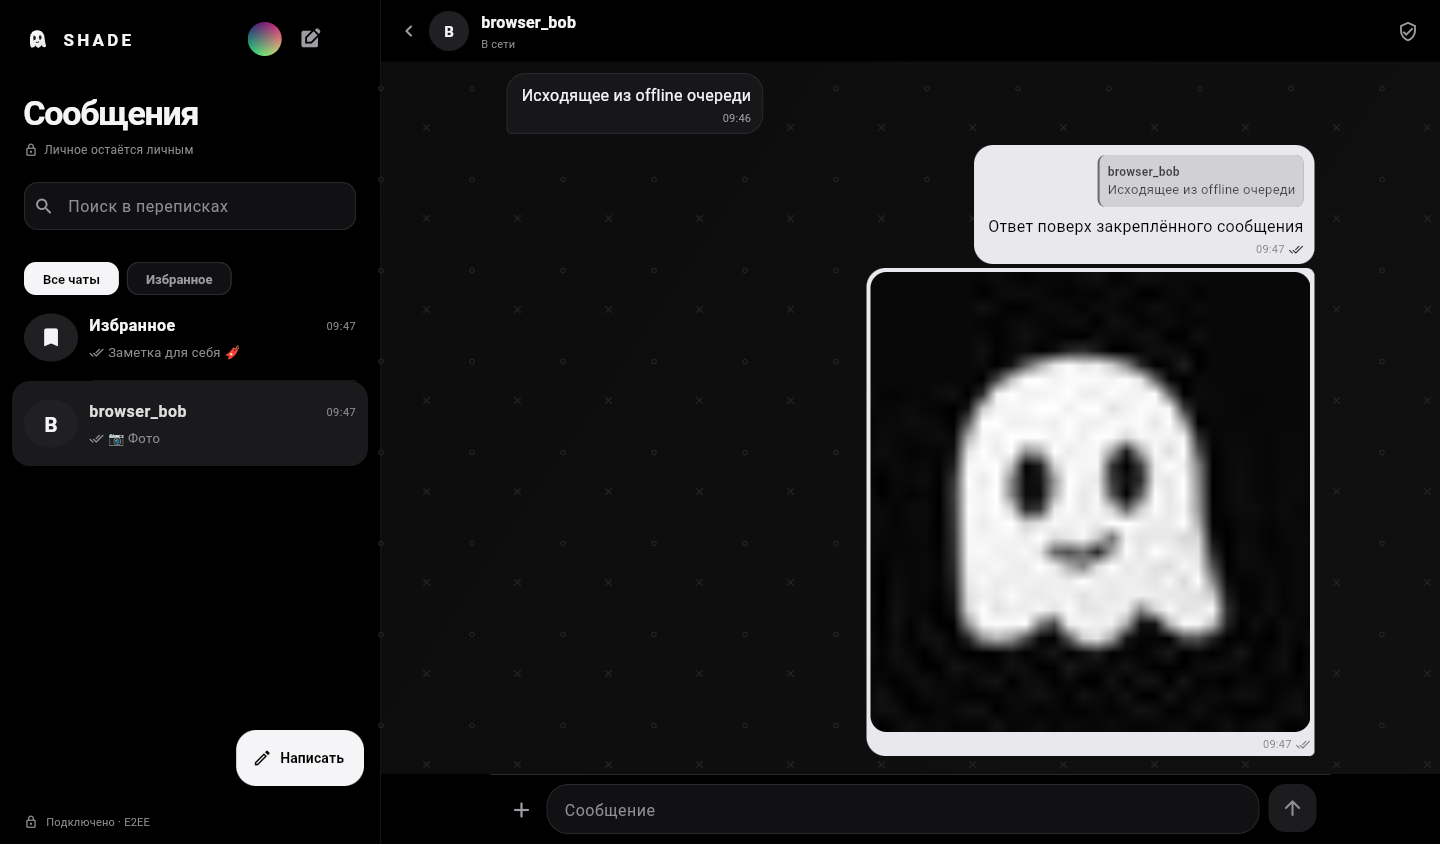 SHADE
Сообщения
Личное остаётся личным
Поиск в переписках
Все чаты
Избранное
Избранное
09:47
Заметка для себя 🧨
B
browser_bob
09:47
📷 Фото
Написать
Подключено · E2EE
B
browser_bob
В сети
Исходящее из offline очереди
09:46
browser_bob
Исходящее из offline очереди
Ответ поверх закреплённого сообщения
09:47
09:47
Сообщение